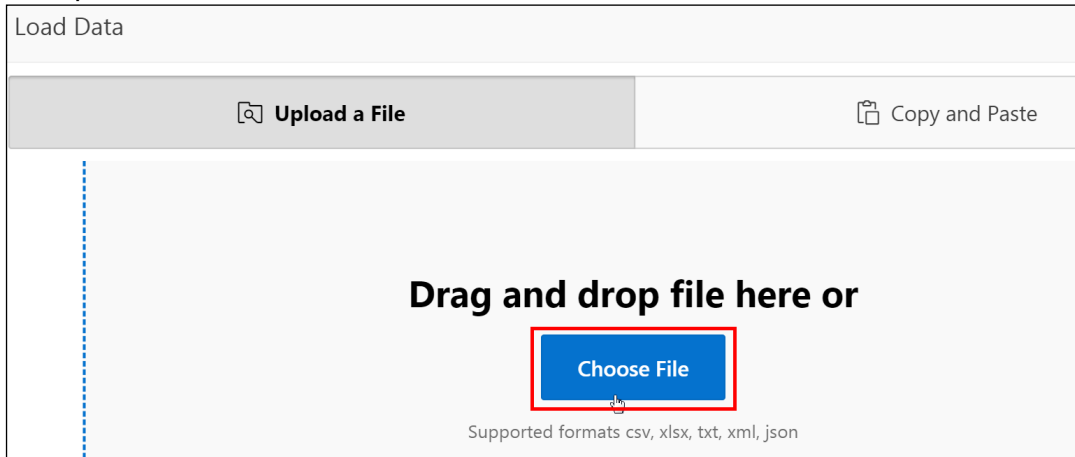 Load Data
Upload a File
Copy and Paste
Drag and drop file here or
Choose File
Supported formats csv, xlsx, txt, xml, json